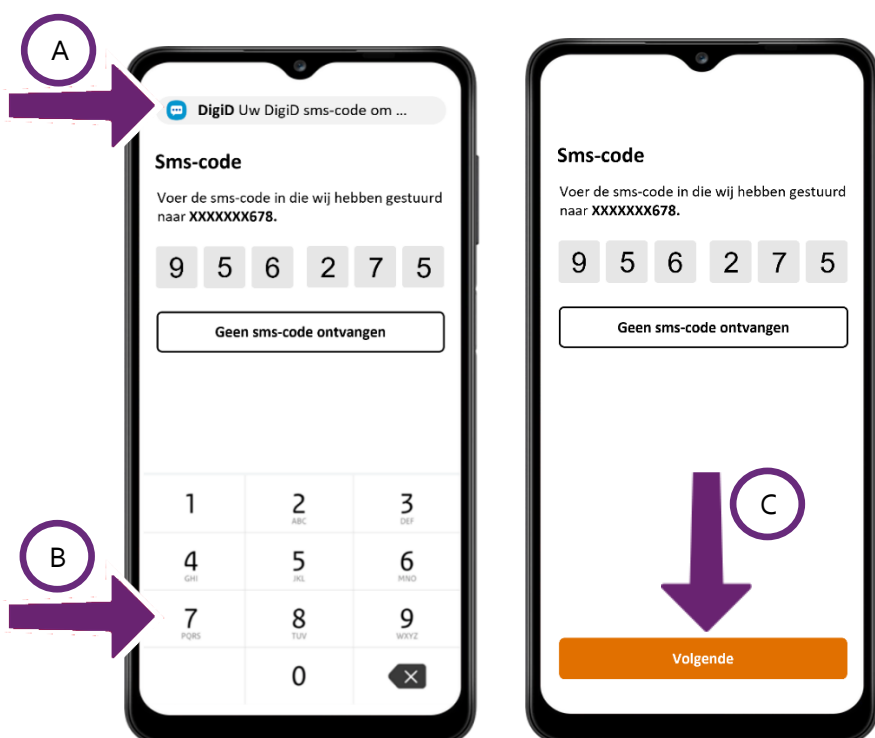 A
DigiD Uw DigiD sms-code om ...
Sms-code
Voer de sms-code in die wij hebben gestuurd
naar XXXXXXX678.
9 5 6 2 7 5
Geen sms-code ontvangen
1 2 ABC 3 DEF
B
4 GHI 5 JKL 6 MNO
7 PQRS 8 TUV 9 WXYZ
0
Sms-code
Voer de sms-code in die wij hebben gestuurd
naar XXXXXXX678.
9 5 6 2 7 5
Geen sms-code ontvangen
C
Volgende